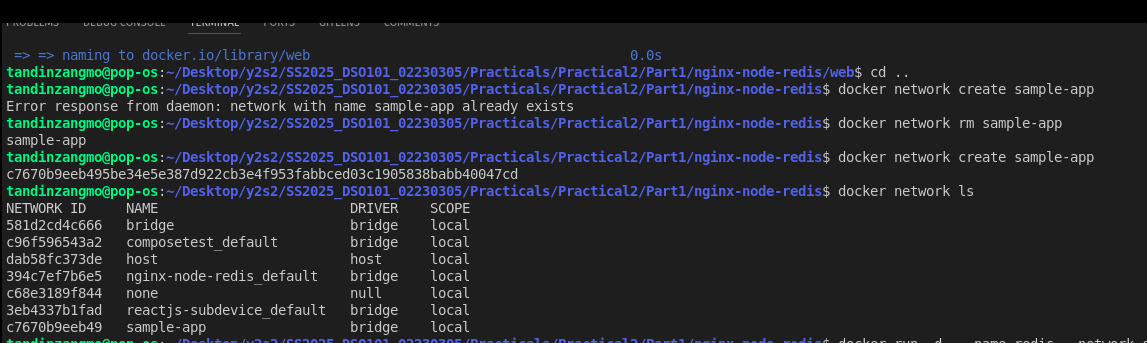 PROBLEMS DEBUG CONSOLE TERMINAL PORTS GITLENS COMMENTS
=> => naming to docker.io/library/web 0.0s
tandinzangmo@pop-os:~/Desktop/y2s2/SS2025_DSO101_02230305/Practicals/Practical2/Part1/nginx-node-redis/web$ cd ..
tandinzangmo@pop-os:~/Desktop/y2s2/SS2025_DSO101_02230305/Practicals/Practical2/Part1/nginx-node-redis$ docker network create sample-app
Error response from daemon: network with name sample-app already exists
tandinzangmo@pop-os:~/Desktop/y2s2/SS2025_DSO101_02230305/Practicals/Practical2/Part1/nginx-node-redis$ docker network rm sample-app
sample-app
tandinzangmo@pop-os:~/Desktop/y2s2/SS2025_DSO101_02230305/Practicals/Practical2/Part1/nginx-node-redis$ docker network create sample-app
c7670b9eeb495be34e5e387d922cb3e4f953fabbced03c1905838babb40047cd
tandinzangmo@pop-os:~/Desktop/y2s2/SS2025_DSO101_02230305/Practicals/Practical2/Part1/nginx-node-redis$ docker network ls
NETWORK ID NAME DRIVER SCOPE
581d2cd4c666 bridge bridge local
c96f596543a2 composetest_default bridge local
dab58fc373de host host local
394c7ef7b6e5 nginx-node-redis_default bridge local
c68e3189f844 none null local
3eb4337b1fad reactjs-subdevice_default bridge local
c7670b9eeb49 sample-app bridge local
tandinzangmo@pop-os:~/Desktop/y2s2/SS2025_DSO101_02230305/Practicals/Practical2/Part1/nginx-node-redis$ docker run -d --name redis --network